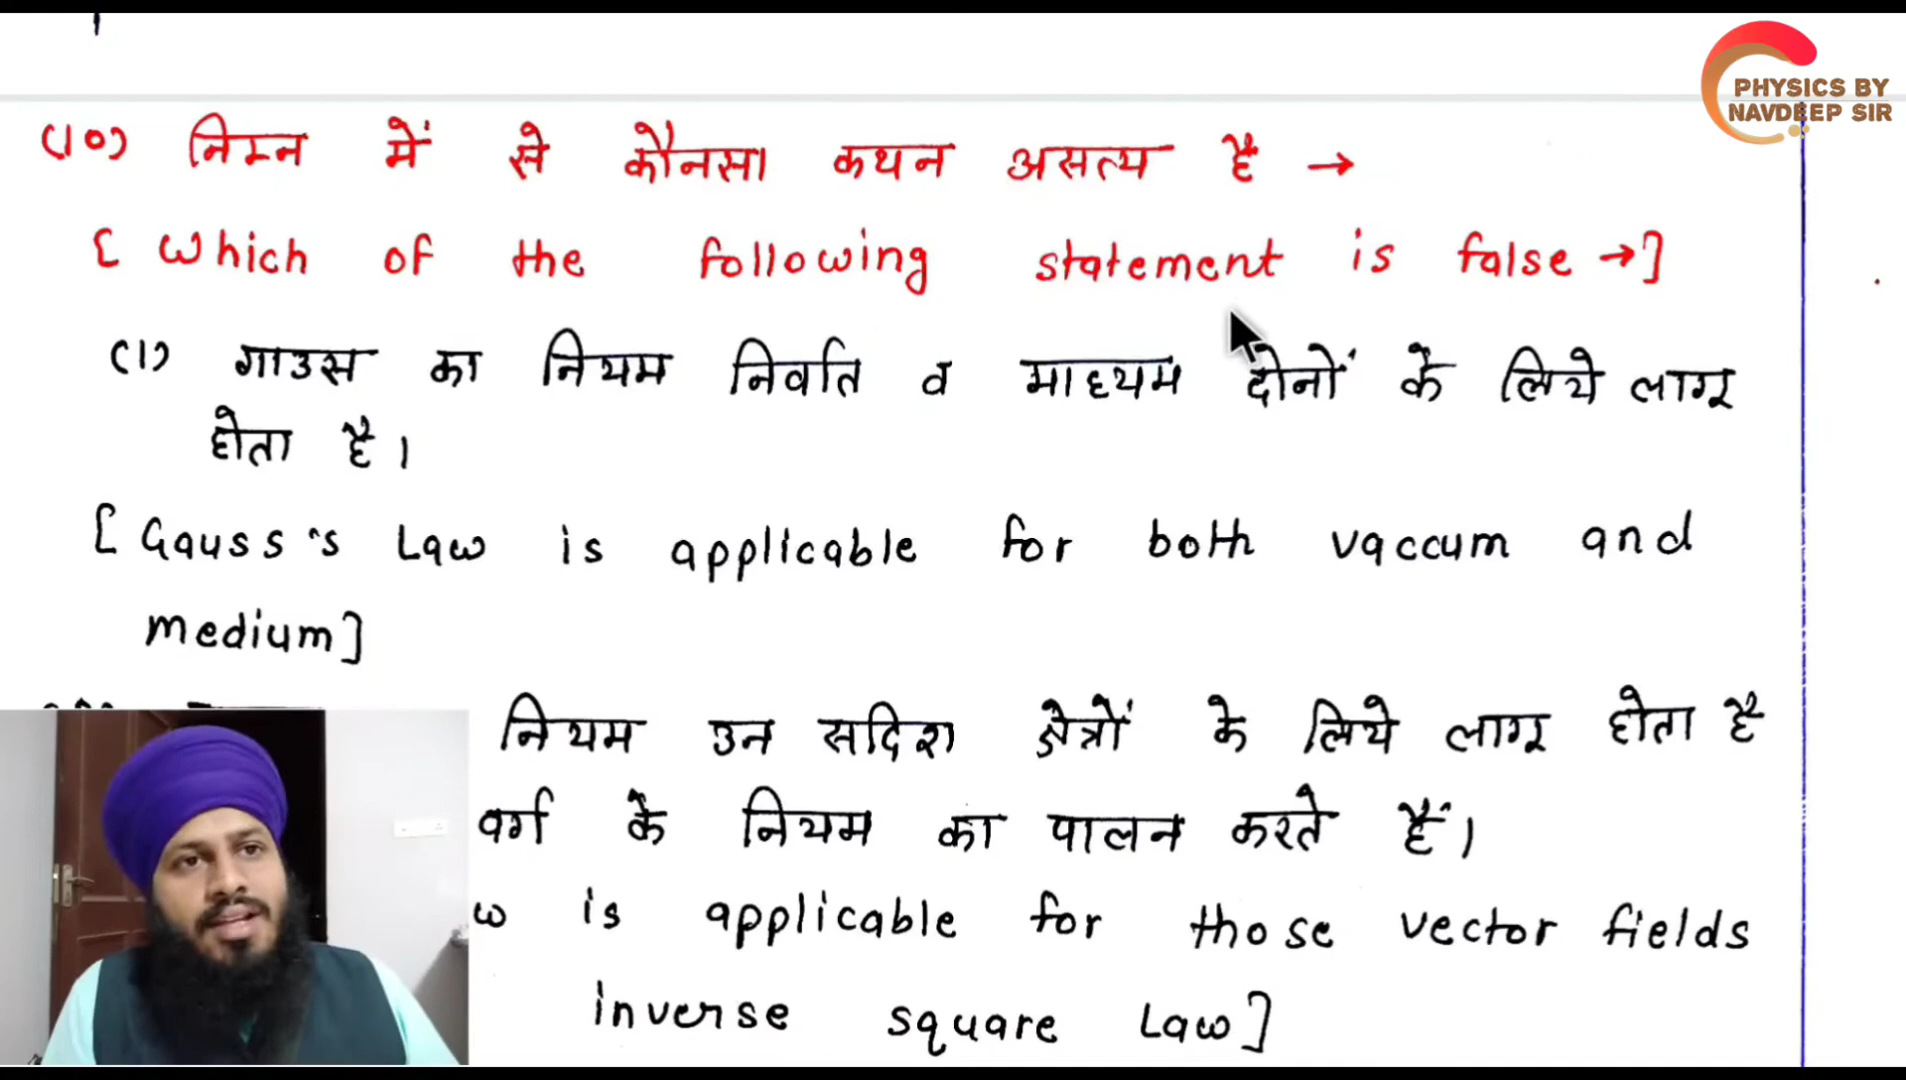 PHYSICS BY
NAVDEEP SIR
(10) निम्न में से कौनसा कथन असत्य है →
[ Which of the following statement is false →]
(1) गाउस का नियम निर्वात व माध्यम दोनों के लिये लागू
होता है।
[ Gauss's Law is applicable for both vaccum and
medium]
नियम उन सदिश क्षेत्रों के लिये लागू होता है
वर्ग के नियम का पालन करते हैं।
w is applicable for those vector fields
inverse square Law]